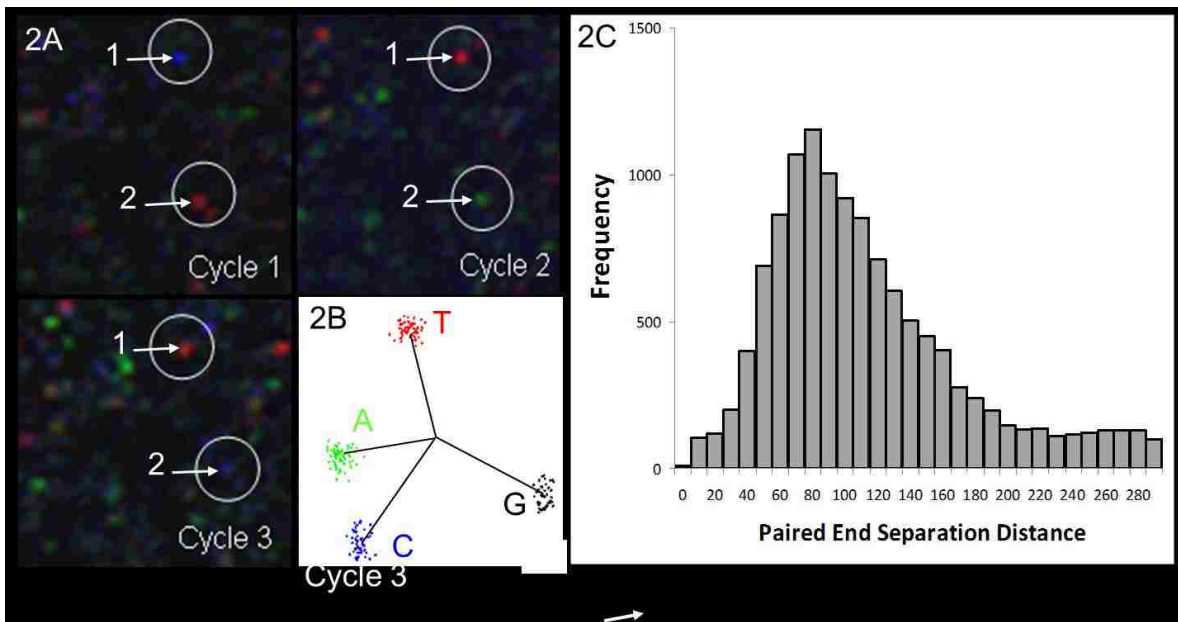 2A
1
2
Cycle 1
1
2
Cycle 2
1
2
Cycle 3
2B
T
A
G
C
Cycle 3
2C
Frequency
1500
1000
500
0
0 20 40 60 80 100 120 140 160 180 200 220 240 260 280
Paired End Separation Distance